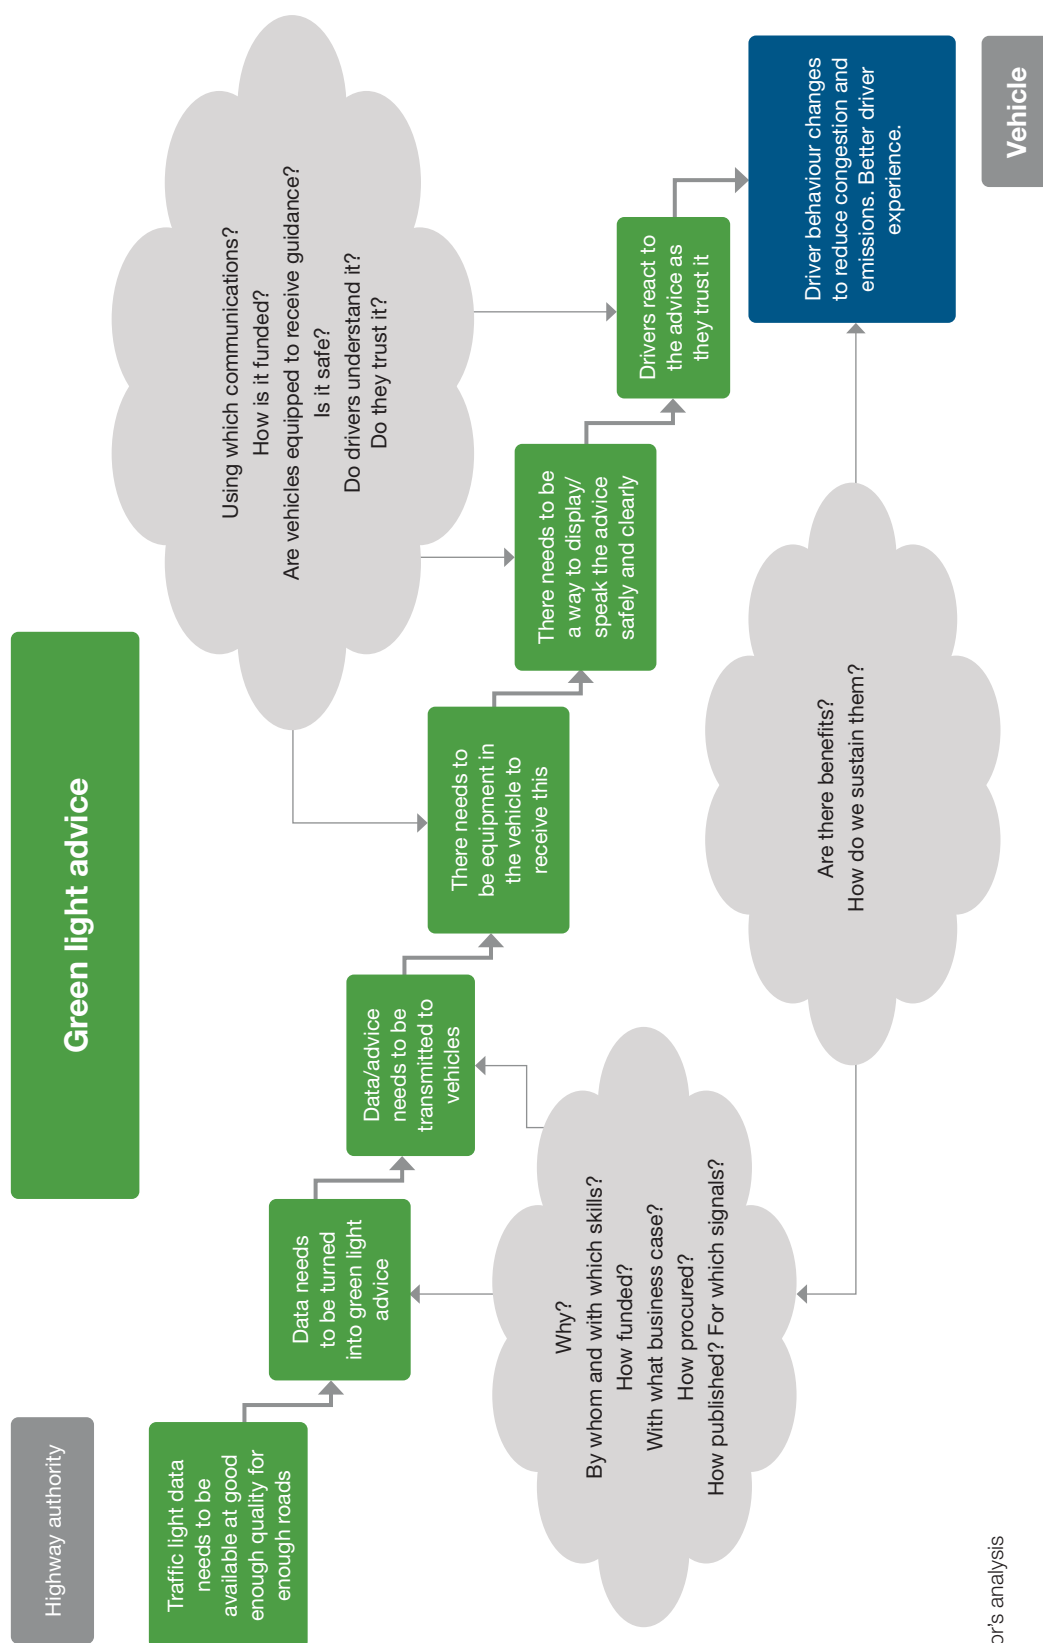 Green light advice
Highway authority
Vehicle
Traffic light data
needs to be
available at good
enough quality for
enough roads
Data needs
to be turned
into green light
advice
Data/advice
needs to be
transmitted to
vehicles
There needs to
be equipment in
the vehicle to
receive this
There needs to be
a way to display/
speak the advice
safely and clearly
Drivers react to
the advice as
they trust it
Driver behaviour changes
to reduce congestion and
emissions. Better driver
experience.
Using which communications?
How is it funded?
Are vehicles equipped to receive guidance?
Is it safe?
Do drivers understand it?
Do they trust it?
Why?
By whom and with which skills?
How funded?
With what business case?
How procured?
How published? For which signals?
Are there benefits?
How do we sustain them?
or's analysis